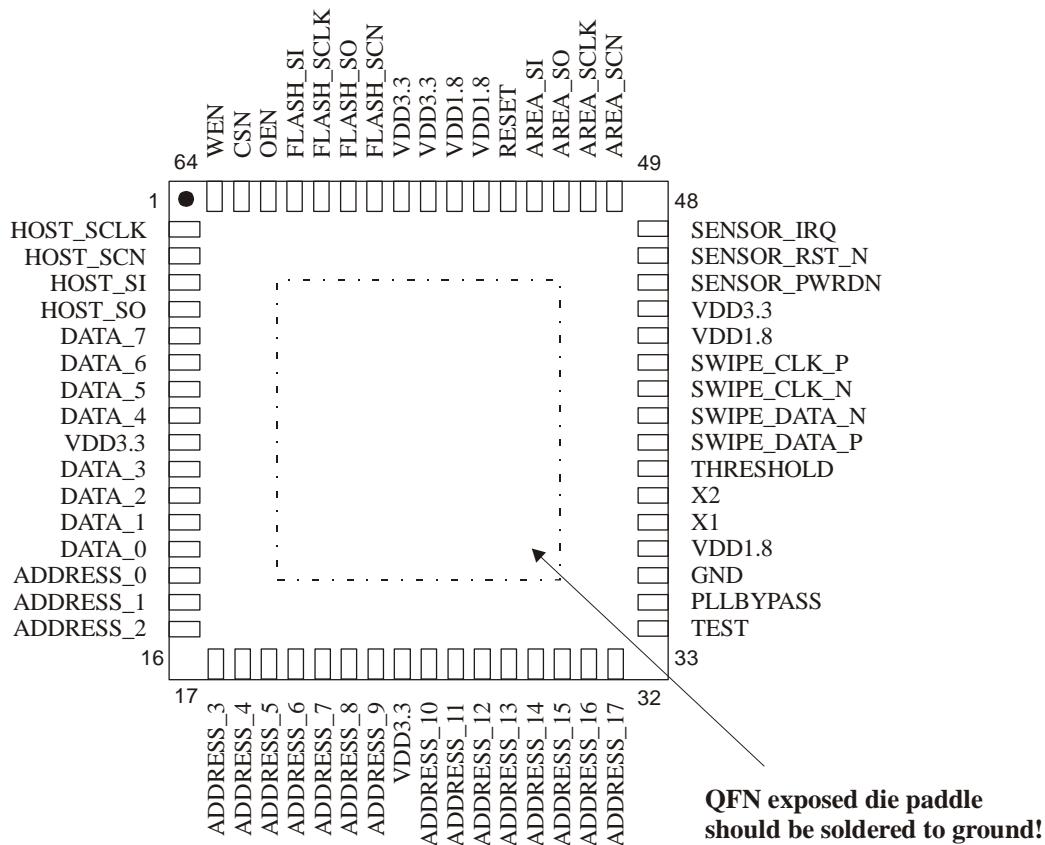 WEN
CSN
OEN
FLASH_SI
FLASH_SCLK
FLASH_SO
FLASH_SCN
VDD3.3
VDD3.3
VDD1.8
VDD1.8
RESET
AREA_SI
AREA_SO
AREA_SCLK
AREA_SCN
64
49
1
48
HOST_SCLK
HOST_SCN
HOST_SI
HOST_SO
DATA_7
DATA_6
DATA_5
DATA_4
VDD3.3
DATA_3
DATA_2
DATA_1
DATA_0
ADDRESS_0
ADDRESS_1
ADDRESS_2
SENSOR_IRQ
SENSOR_RST_N
SENSOR_PWRDN
VDD3.3
VDD1.8
SWIPE_CLK_P
SWIPE_CLK_N
SWIPE_DATA_N
SWIPE_DATA_P
THRESHOLD
X2
X1
VDD1.8
GND
PLLBYPASS
TEST
16
33
17
32
ADDRESS_3
ADDRESS_4
ADDRESS_5
ADDRESS_6
ADDRESS_7
ADDRESS_8
ADDRESS_9
VDD3.3
ADDRESS_10
ADDRESS_11
ADDRESS_12
ADDRESS_13
ADDRESS_14
ADDRESS_15
ADDRESS_16
ADDRESS_17
QFN exposed die paddle
should be soldered to ground!